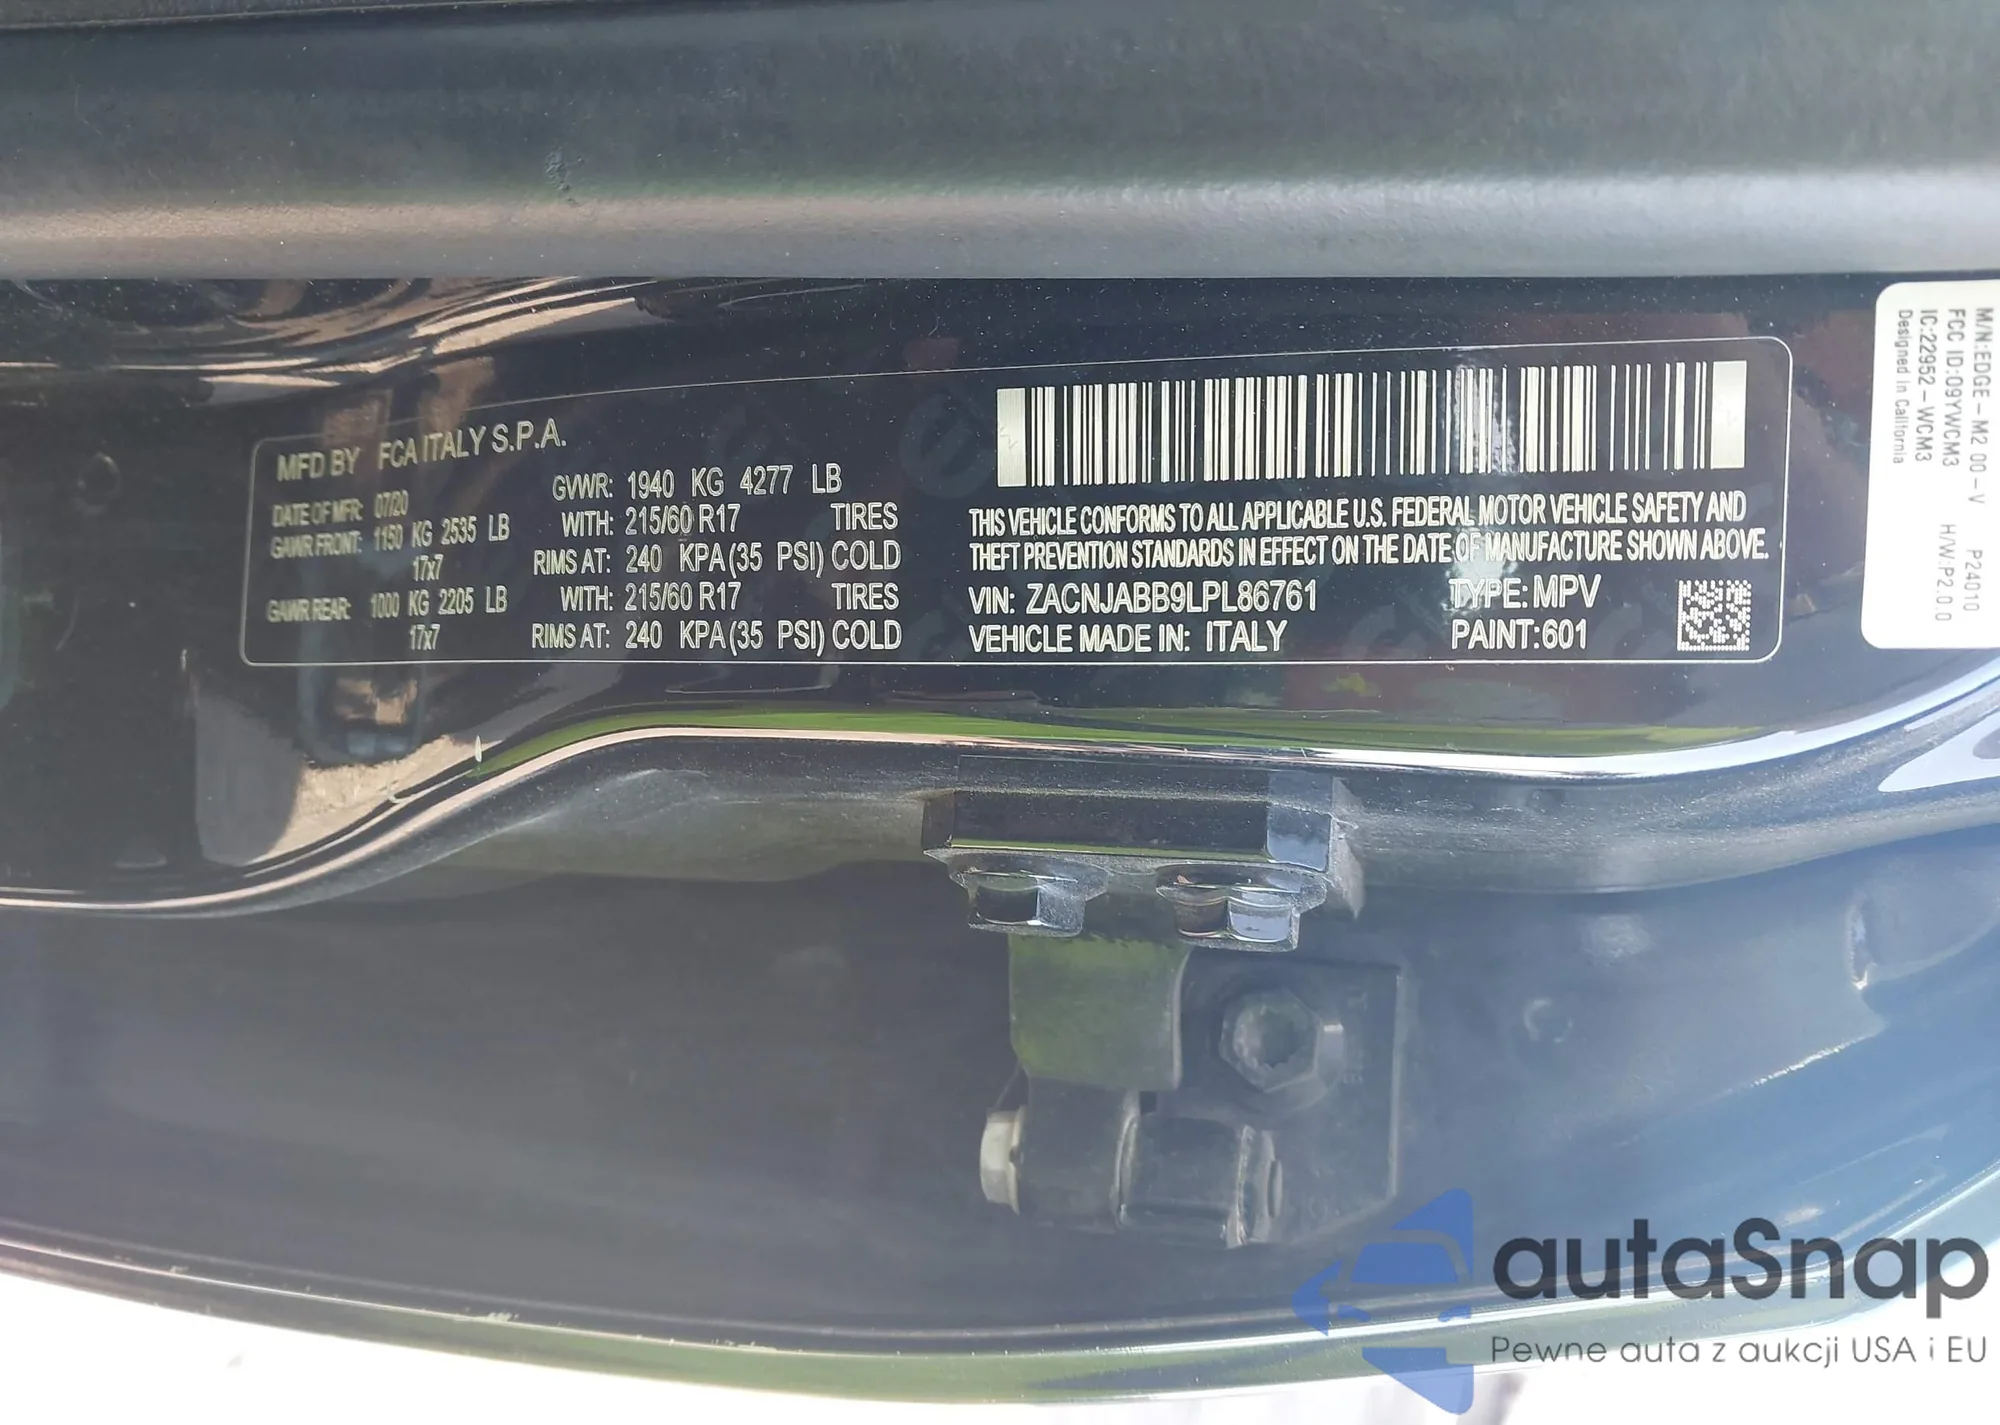 MFD BY FCA ITALY S.P.A.
DATE OF MFR: 07/20 GVWR: 1940 KG 4277 LB
GAWR FRONT: 1150 KG 2535 LB WITH: 215/60 R17 TIRES
17x7 RIMS AT: 240 KPA (35 PSI) COLD
GAWR REAR: 1000 KG 2205 LB WITH: 215/60 R17 TIRES
17x7 RIMS AT: 240 KPA (35 PSI) COLD
THIS VEHICLE CONFORMS TO ALL APPLICABLE U.S. FEDERAL MOTOR VEHICLE SAFETY AND
THEFT PREVENTION STANDARDS IN EFFECT ON THE DATE OF MANUFACTURE SHOWN ABOVE.
VIN: ZACNJABB9LPL86761 TYPE: MPV
VEHICLE MADE IN: ITALY PAINT:601
M/N:EDGE-M2 00-V P24010
FCC ID:09YWCM3 H/W:P2.0.0
IC:22952-WCM3
Designed in California
autaSnap
Pewne auta z aukcji USA i EU